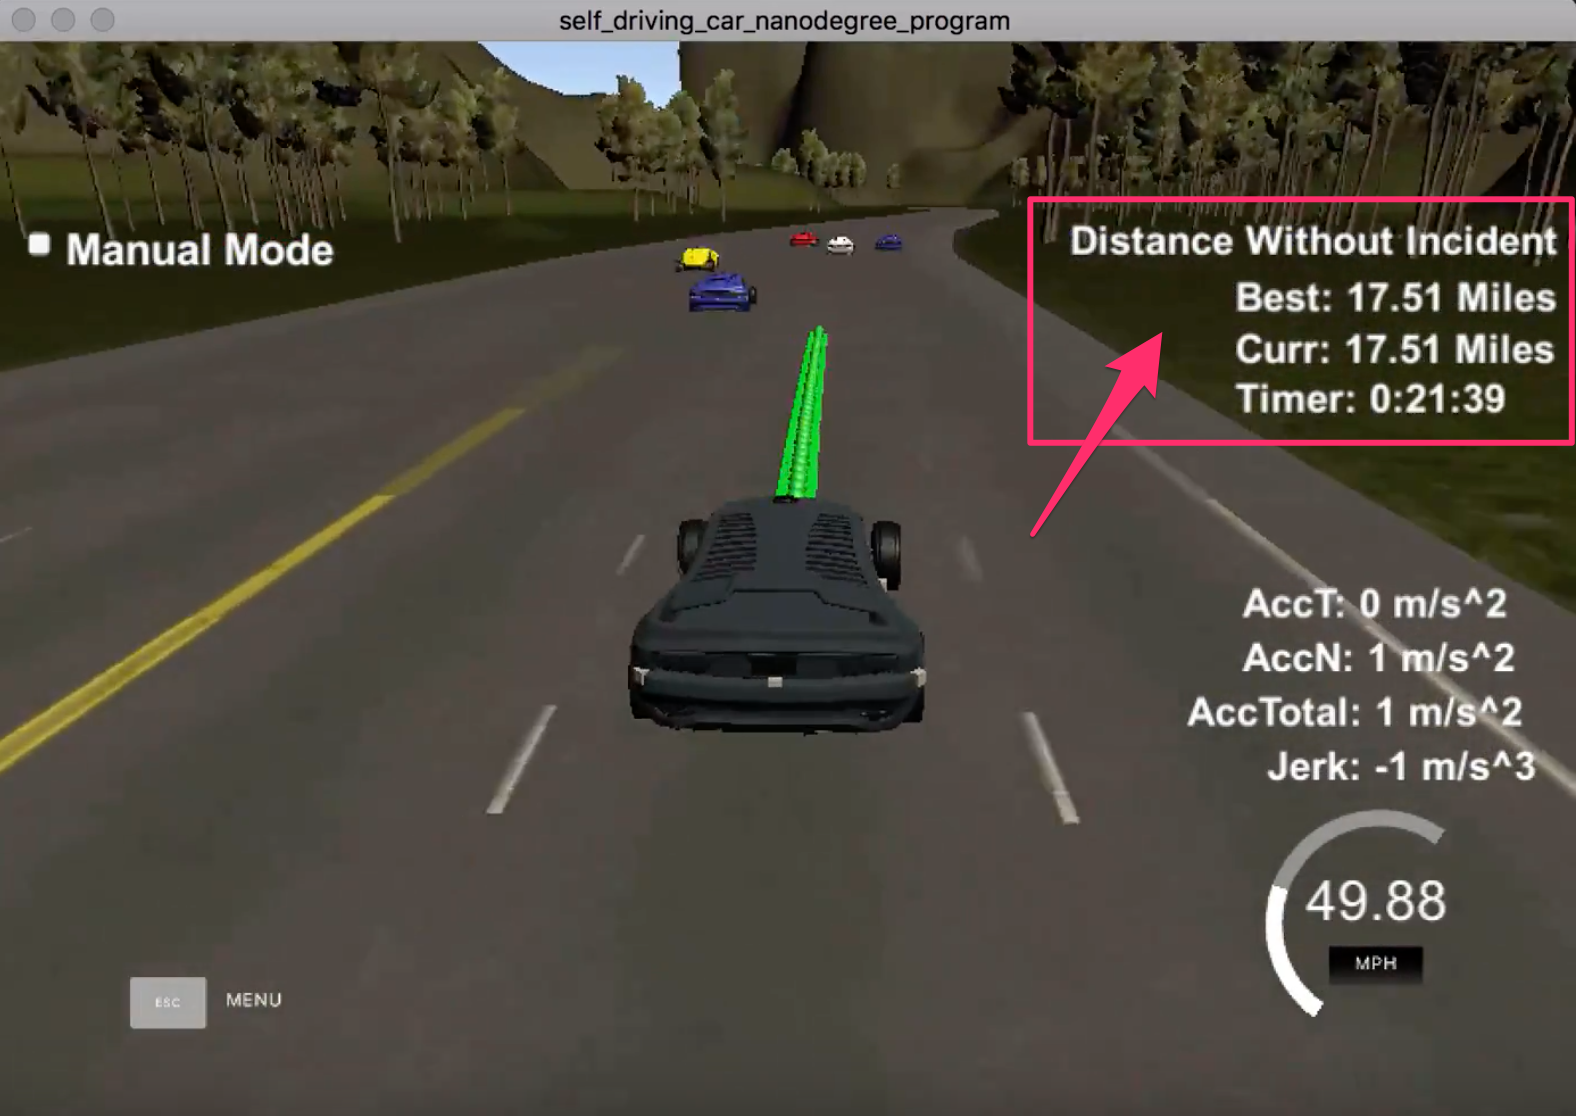 self_driving_car_nanodegree_program
Manual Mode
Distance Without Incident
Best: 17.51 Miles
Curr: 17.51 Miles
Timer: 0:21:39
AccT: 0 m/s^2
AccN: 1 m/s^2
AccTotal: 1 m/s^2
Jerk: -1 m/s^3
49.88
MPH
ESC MENU